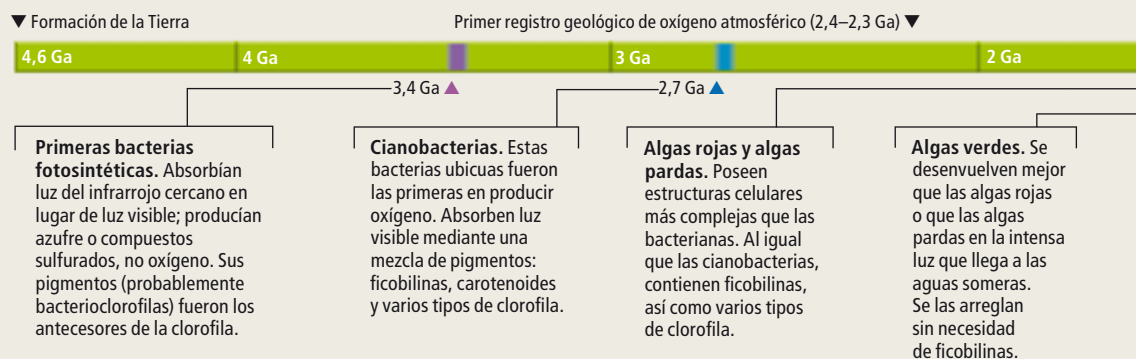 ▼ Formación de la Tierra
Primer registro geológico de oxígeno atmosférico (2,4–2,3 Ga) ▼
4,6 Ga
4 Ga
3 Ga
2 Ga
3,4 Ga ▲
2,7 Ga ▲
Primeras bacterias
fotosintéticas. Absorbían
luz del infrarrojo cercano en
lugar de luz visible; producían
azufre o compuestos
sulfurados, no oxígeno. Sus
pigmentos (probablemente
bacterioclorofilas) fueron los
antecesores de la clorofila.
Cianobacterias. Estas
bacterias ubicuas fueron
las primeras en producir
oxígeno. Absorben luz
visible mediante una
mezcla de pigmentos:
ficobilinas, carotenoides
y varios tipos de clorofila.
Algas rojas y algas
pardas. Poseen
estructuras celulares
más complejas que las
bacterianas. Al igual
que las cianobacterias,
contienen ficobilinas,
así como varios tipos
de clorofila.
Algas verdes. Se
desenvuelven mejor
que las algas rojas
o que las algas
pardas en la intensa
luz que llega a las
aguas someras.
Se las arreglan
sin necesidad
de ficobilinas.